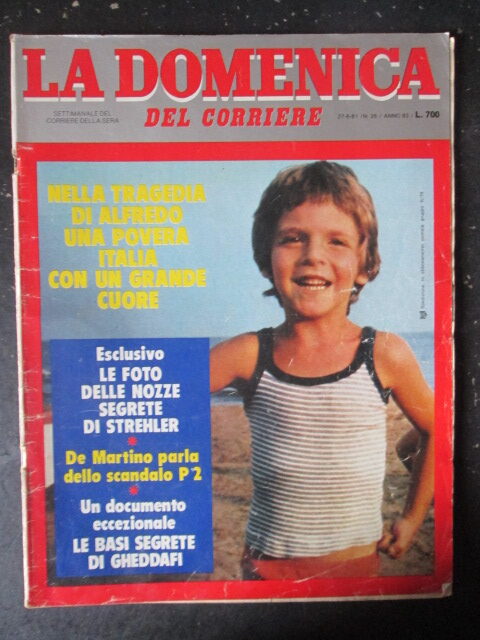 LA DOMENICA
DEL CORRIERE
SETTIMANALE DEL
CORRIERE DELLA SERA
L. 700
NELLA TRAGEDIA
DI ALFREDO
UNA POVERA
ITALIA
CON UN GRANDE
CUORE
Esclusivo
LE FOTO
DELLE NOZZE
SEGRETE
DI STREHLER
*
De Martino parla
dello scandalo P2
*
Un documento
eccezionale
LE BASI SEGRETE
DI GHEDDAFI